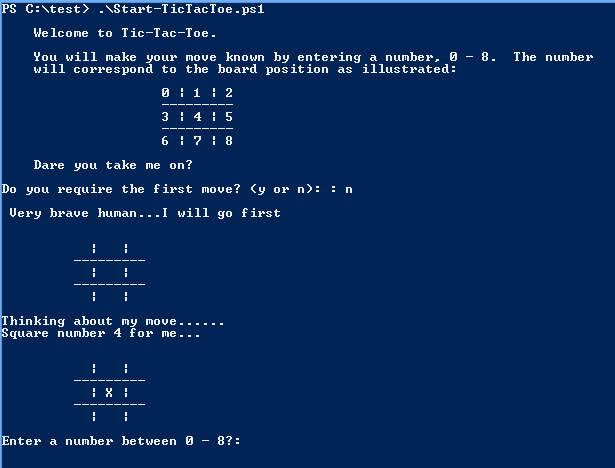 PS C:\test> .\Start-TicTacToe.ps1
Welcome to Tic-Tac-Toe.
You will make your move known by entering a number, 0 - 8.  The number
will correspond to the board position as illustrated:
0 | 1 | 2
---------
3 | 4 | 5
---------
6 | 7 | 8
Dare you take me on?
Do you require the first move? (y or n): : n
Very brave human...I will go first
|   |
---------
|   |
---------
|   |
Thinking about my move......
Square number 4 for me...
|   |
---------
| X |
---------
|   |
Enter a number between 0 - 8?: